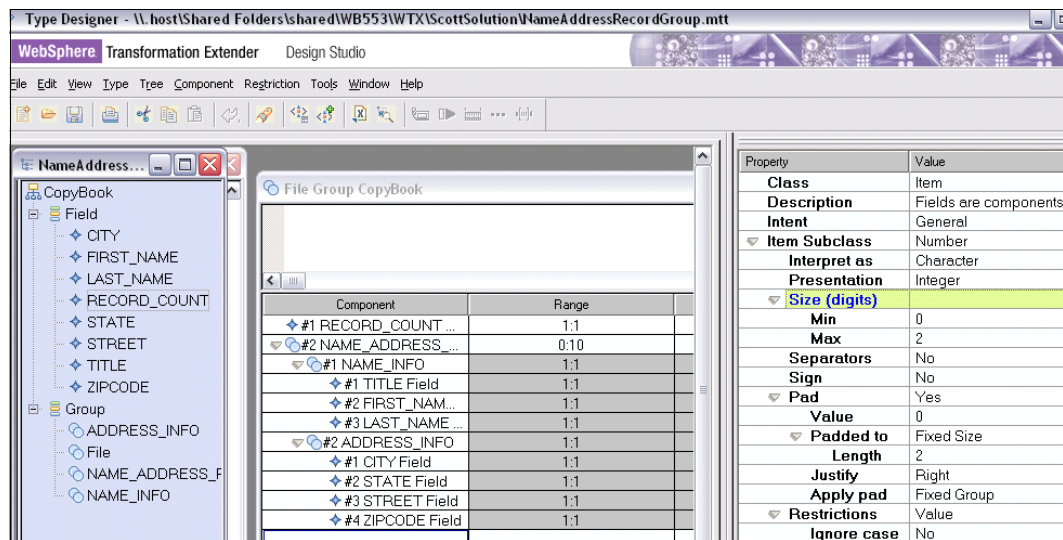 Type Designer - \\.host\Shared Folders\shared\WB553\WTX\ScottSolution\NameAddressRecordGroup.mtt
WebSphere Transformation Extender Design Studio
File Edit View Type Tree Component Restriction Tools Window Help
NameAddress...
CopyBook
Field
CITY
FIRST_NAME
LAST_NAME
RECORD_COUNT
STATE
STREET
TITLE
ZIPCODE
Group
ADDRESS_INFO
File
NAME_ADDRESS_F
NAME_INFO
File Group CopyBook
Component Range
#1 RECORD_COUNT ... 1:1
#2 NAME_ADDRESS_... 0:10
#1 NAME_INFO 1:1
#1 TITLE Field 1:1
#2 FIRST_NAM... 1:1
#3 LAST_NAME ... 1:1
#2 ADDRESS_INFO 1:1
#1 CITY Field 1:1
#2 STATE Field 1:1
#3 STREET Field 1:1
#4 ZIPCODE Field 1:1
Property Value
Class Item
Description Fields are components
Intent General
Item Subclass Number
Interpret as Character
Presentation Integer
Size (digits)
Min 0
Max 2
Separators No
Sign No
Pad Yes
Value 0
Padded to Fixed Size
Length 2
Justify Right
Apply pad Fixed Group
Restrictions Value
Ignore case No